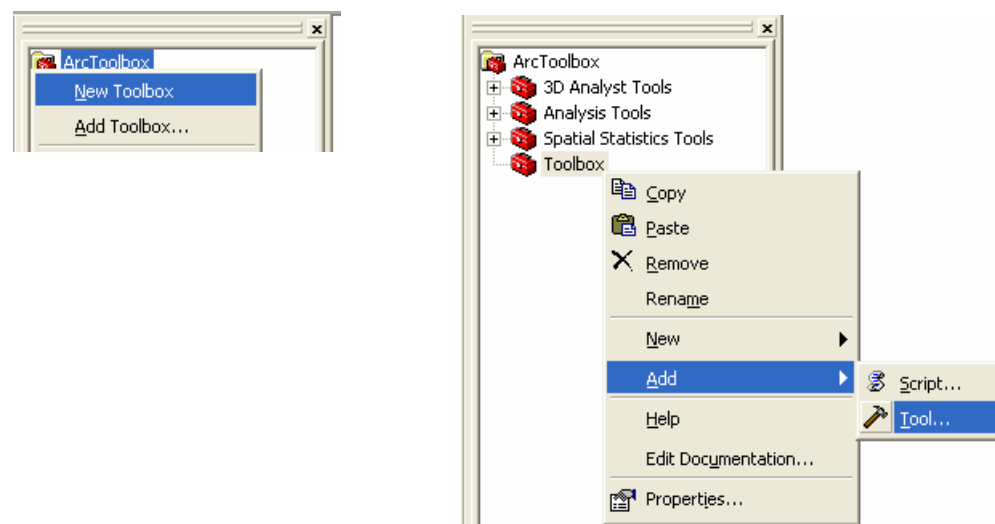 ArcToolbox
New Toolbox
Add Toolbox...
ArcToolbox
3D Analyst Tools
Analysis Tools
Spatial Statistics Tools
Toolbox
Copy
Paste
Remove
Rename
New
Add
Script...
Tool...
Help
Edit Documentation...
Properties...